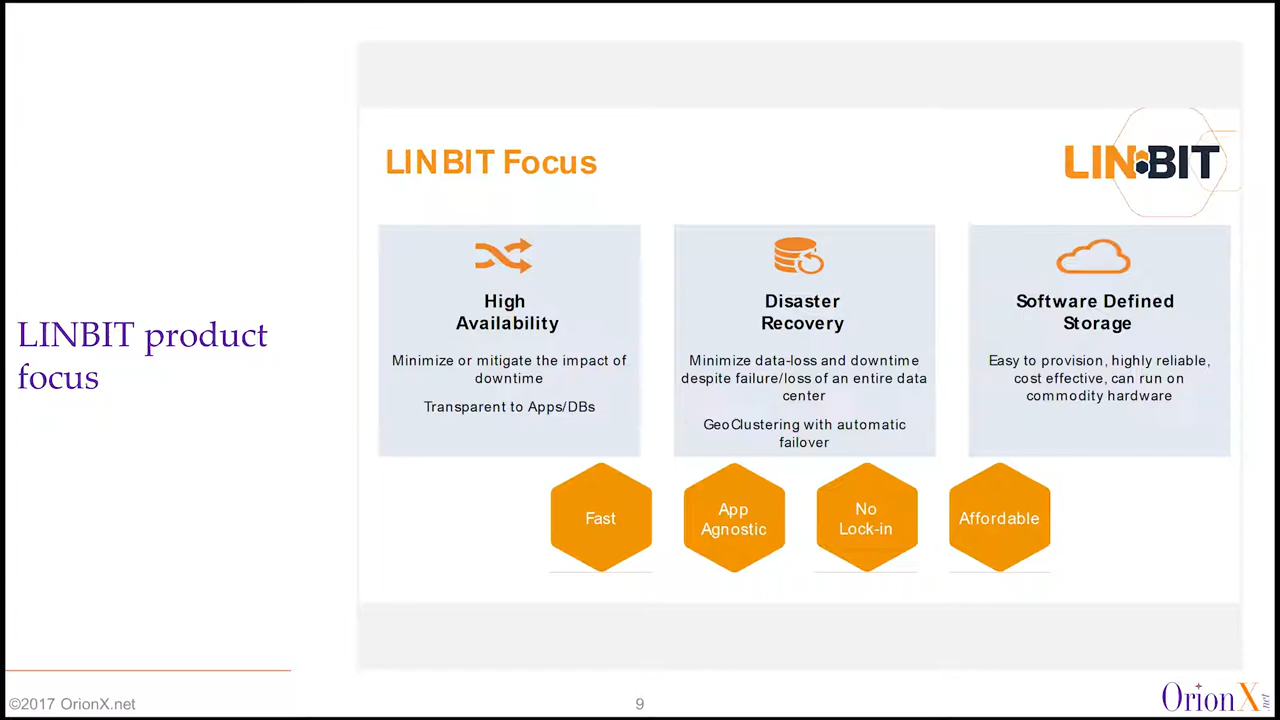 LINBIT product
focus
LINBIT Focus
LINBIT
High
Availability
Minimize or mitigate the impact of
downtime
Transparent to Apps/DBs
Disaster
Recovery
Minimize data-loss and downtime
despite failure/loss of an entire data
center
GeoClustering with automatic
failover
Software Defined
Storage
Easy to provision, highly reliable,
cost effective, can run on
commodity hardware
Fast
App
Agnostic
No
Lock-in
Affordable
©2017 OrionX.net
9
OrionX.net